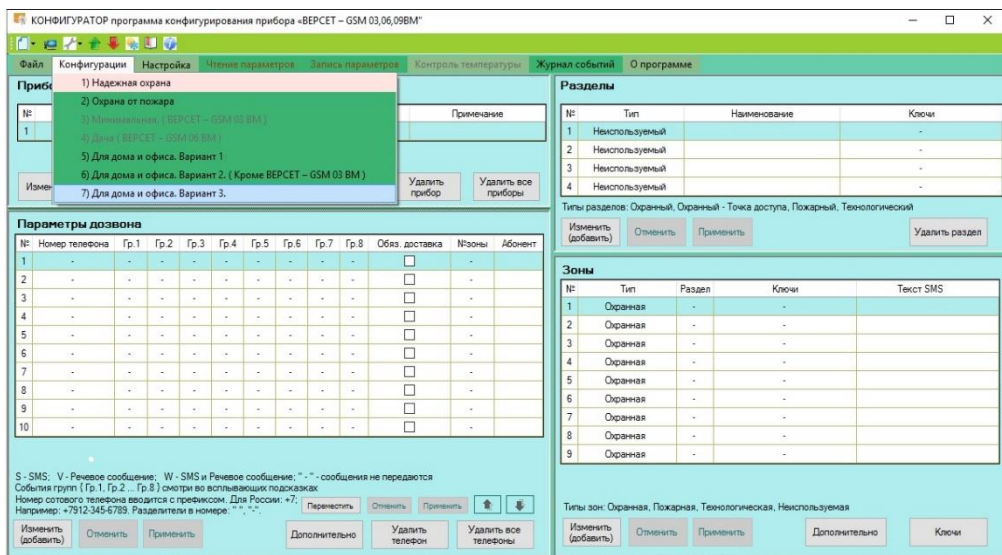 КОНФИГУРАТОР программа конфигурирования прибора «ВЕРСЕТ – GSM 03,06,09ВМ"
Файл Конфигурации Настройка Чтение параметров Запись параметров Контроль температуры Журнал событий О программе
1) Надежная охрана
2) Охрана от пожара
3) Минимальная. ( ВЕРСЕТ – GSM 03 ВМ )
4) Дача ( ВЕРСЕТ – GSM 06 ВМ )
5) Для дома и офиса. Вариант 1
6) Для дома и офиса. Вариант 2. ( Кроме ВЕРСЕТ – GSM 03 ВМ )
7) Для дома и офиса. Вариант 3.
№ Примечание
1
Удалить прибор
Удалить все приборы
Параметры дозвона
№ Номер телефона Гр.1 Гр.2 Гр.3 Гр.4 Гр.5 Гр.6 Гр.7 Гр.8 Обяз. доставка №зоны Абонент
1 - - - - - - - - - -
2 - - - - - - - - - -
3 - - - - - - - - - -
4 - - - - - - - - - -
5 - - - - - - - - - -
6 - - - - - - - - - -
7 - - - - - - - - - -
8 - - - - - - - - - -
9 - - - - - - - - - -
10 - - - - - - - - - -
S - SMS; V - Речевое сообщение; W - SMS и Речевое сообщение; " - " - сообщения не передаются
События групп ( Гр.1, Гр.2 ... Гр.8 ) смотри во всплывающих подсказках
Номер сотового телефона вводится с префиксом. Для России: +7;
Например: +7912-345-6789. Разделители в номере: " ", "-".
Переместить Отменить Применить
Изменить (добавить) Отменить Применить Дополнительно Удалить телефон Удалить все телефоны
Разделы
№ Тип Наименование Ключи
1 Неиспользуемый -
2 Неиспользуемый -
3 Неиспользуемый -
4 Неиспользуемый -
Типы разделов: Охранный, Охранный - Точка доступа, Пожарный, Технологический
Изменить (добавить) Отменить Применить Удалить раздел
Зоны
№ Тип Раздел Ключи Текст SMS
1 Охранная - -
2 Охранная - -
3 Охранная - -
4 Охранная - -
5 Охранная - -
6 Охранная - -
7 Охранная - -
8 Охранная - -
9 Охранная - -
Типы зон: Охранная, Пожарная, Технологическая, Неиспользуемая
Изменить (добавить) Отменить Применить Дополнительно Ключи